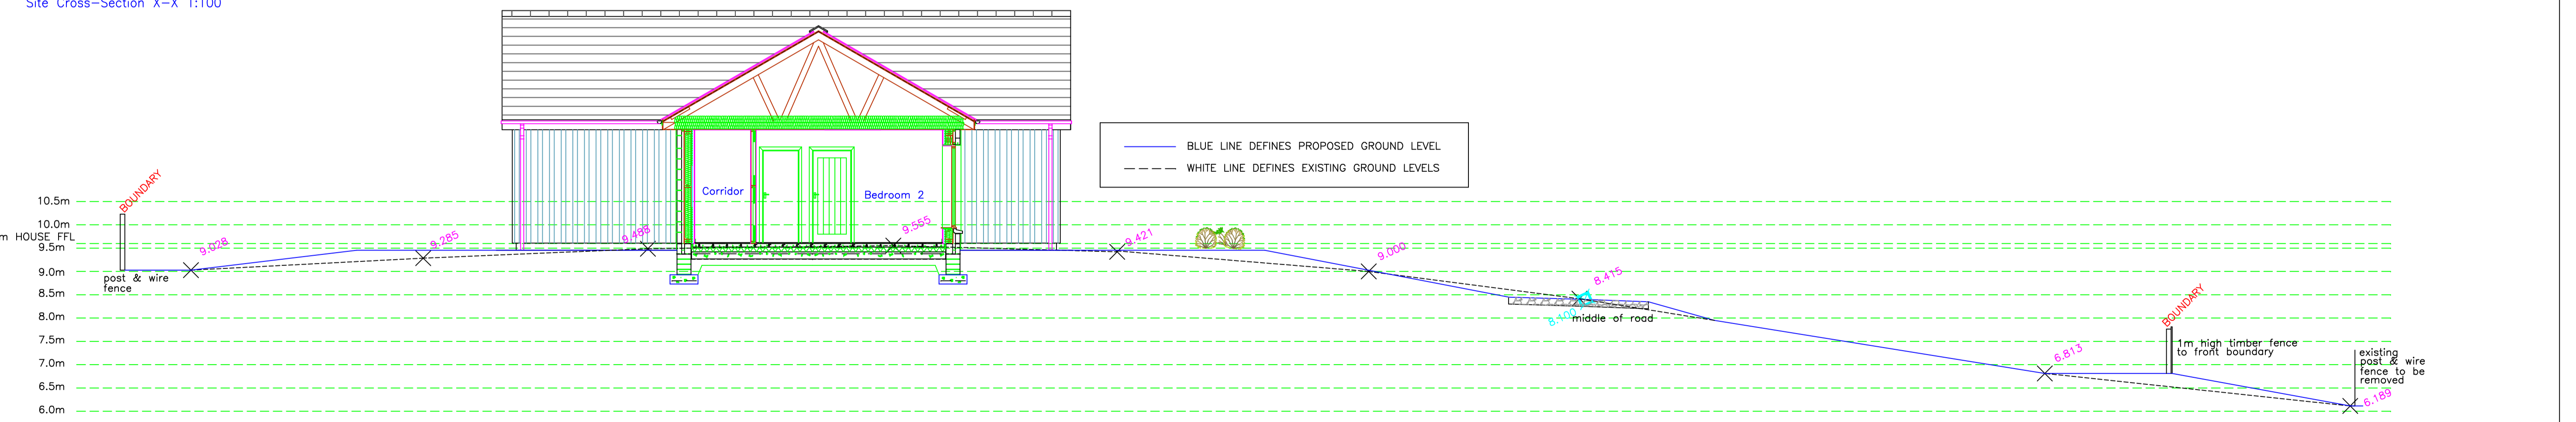 Site Cross-Section X-X 1:100
BLUE LINE DEFINES PROPOSED GROUND LEVEL
WHITE LINE DEFINES EXISTING GROUND LEVELS
BOUNDARY
10.5m
10.0m
m HOUSE FFL
9.5m
9.0m
8.5m
8.0m
7.5m
7.0m
6.5m
6.0m
post & wire
fence
9.028
9.285
9.488
Corridor
Bedroom 2
9.555
9.421
9.000
8.415
8.100
middle of road
6.813
BOUNDARY
1m high timber fence
to front boundary
existing
post & wire
fence to be
removed
6.189